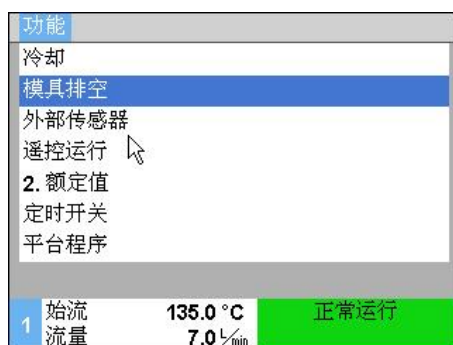 功能
冷却
模具排空
外部传感器
遥控运行
2. 额定值
定时开关
平台程序
1 始流 135.0 °C 正常运行
流量 7.0 L/min